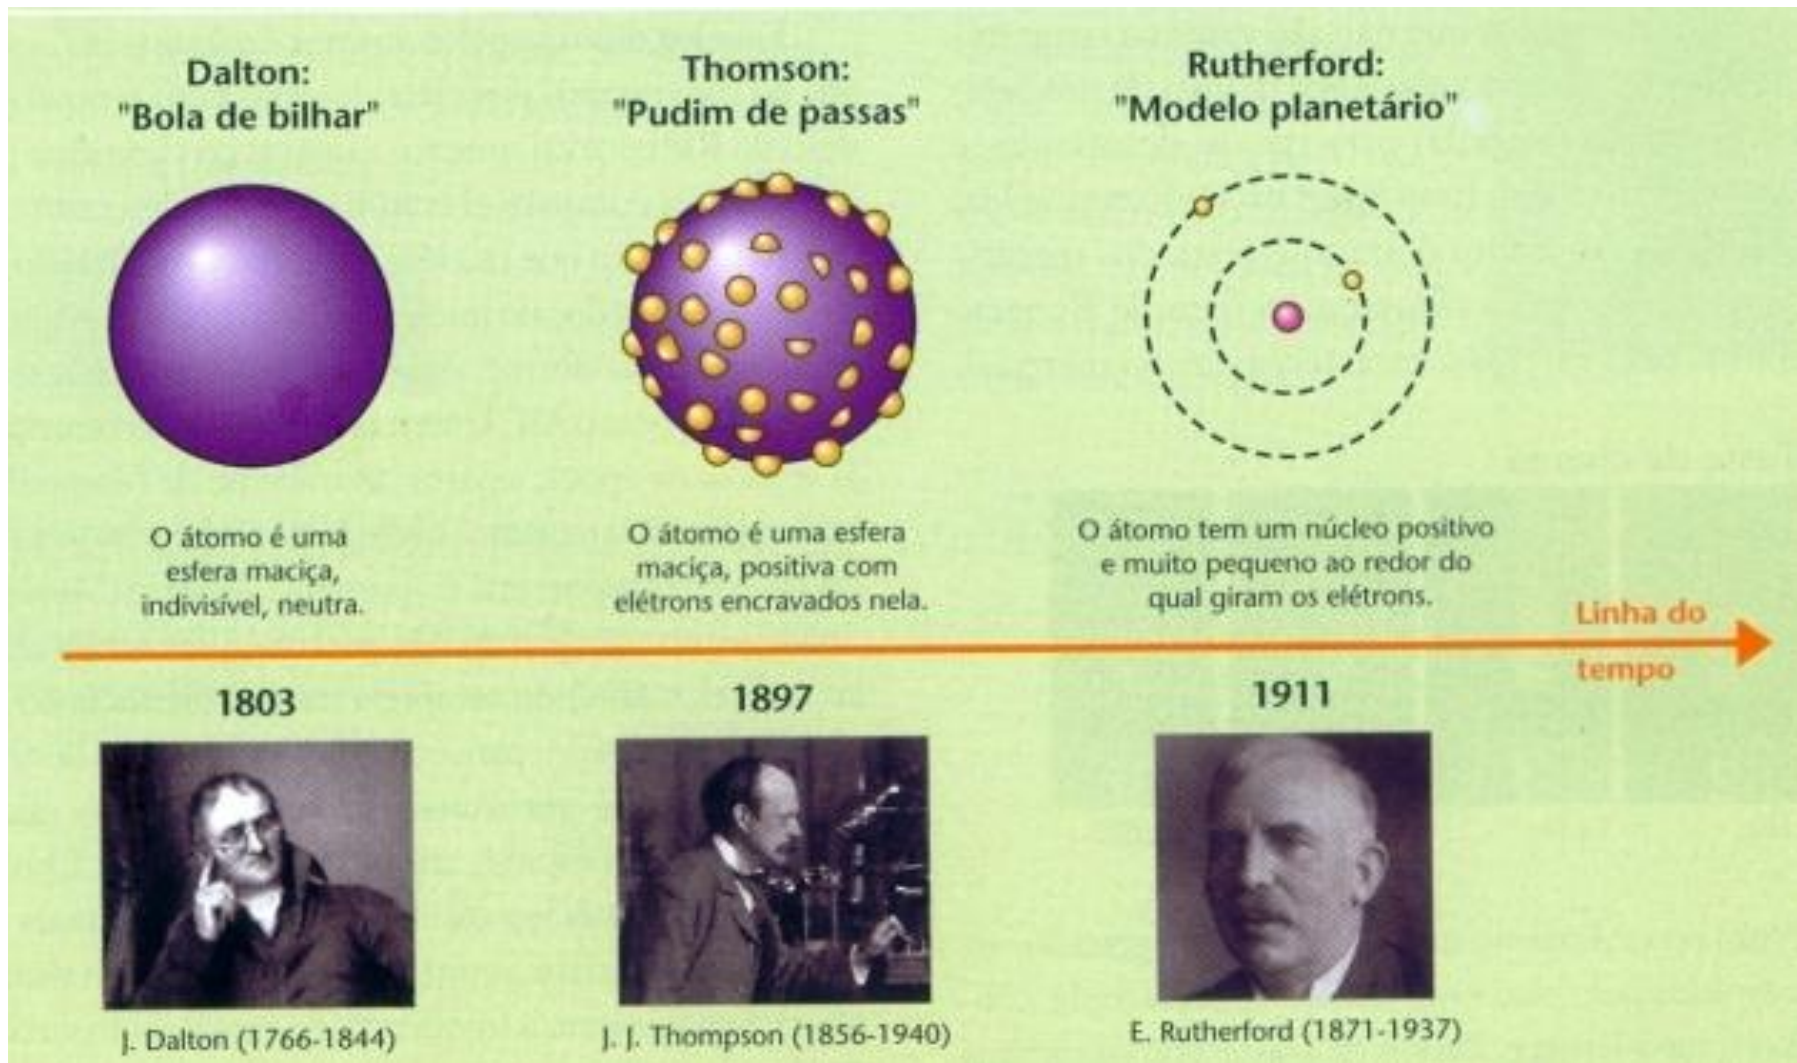 Dalton:
"Bola de bilhar"
Thomson:
"Pudim de passas"
Rutherford:
"Modelo planetário"
O átomo é uma
esfera maciça,
indivisível, neutra.
O átomo é uma esfera
maciça, positiva com
elétrons encravados nela.
O átomo tem um núcleo positivo
e muito pequeno ao redor do
qual giram os elétrons.
Linha do
tempo
1803
1897
1911
J. Dalton (1766-1844)
J. J. Thompson (1856-1940)
E. Rutherford (1871-1937)